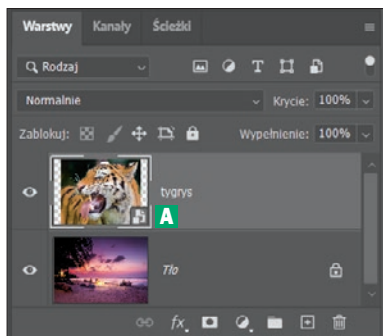 Warstwy Kanały Ścieżki
Rodzaj T
Normalnie Krycie: 100%
Zablokuj: Wypełnienie: 100%
tygrys
A
Tło
fx